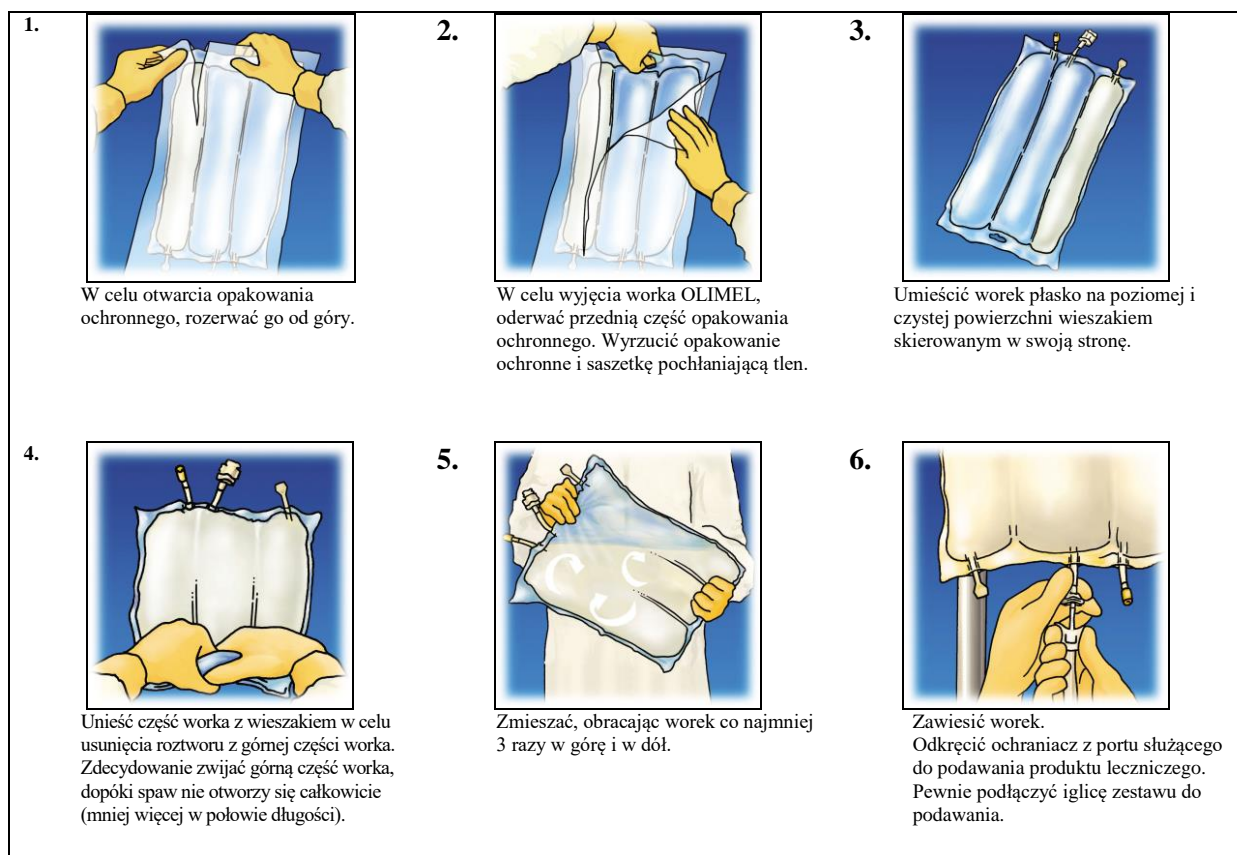 1.
W celu otwarcia opakowania
ochronnego, rozerwać go od góry.
2.
W celu wyjęcia worka OLIMEL,
oderwać przednią część opakowania
ochronnego. Wyrzucić opakowanie
ochronne i saszetkę pochłaniającą tlen.
3.
Umieścić worek płasko na poziomej i
czystej powierzchni wieszakiem
skierowanym w swoją stronę.
4.
Unieść część worka z wieszakiem w celu
usunięcia roztworu z górnej części worka.
Zdecydowanie zwijać górną część worka,
dopóki spaw nie otworzy się całkowicie
(mniej więcej w połowie długości).
5.
Zmieszać, obracając worek co najmniej
3 razy w górę i w dół.
6.
Zawiesić worek.
Odkręcić ochraniacz z portu służącego
do podawania produktu leczniczego.
Pewnie podłączyć iglicę zestawu do
podawania.